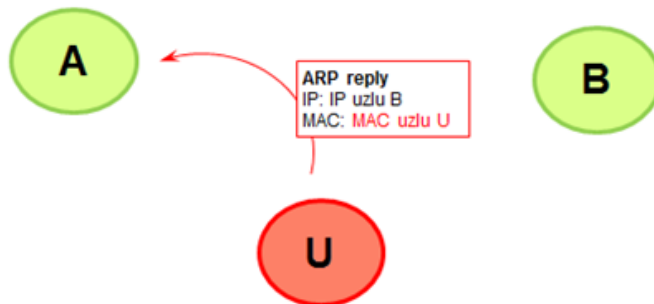 A
B
ARP reply
IP: IP uzlu B
MAC: MAC uzlu U
U